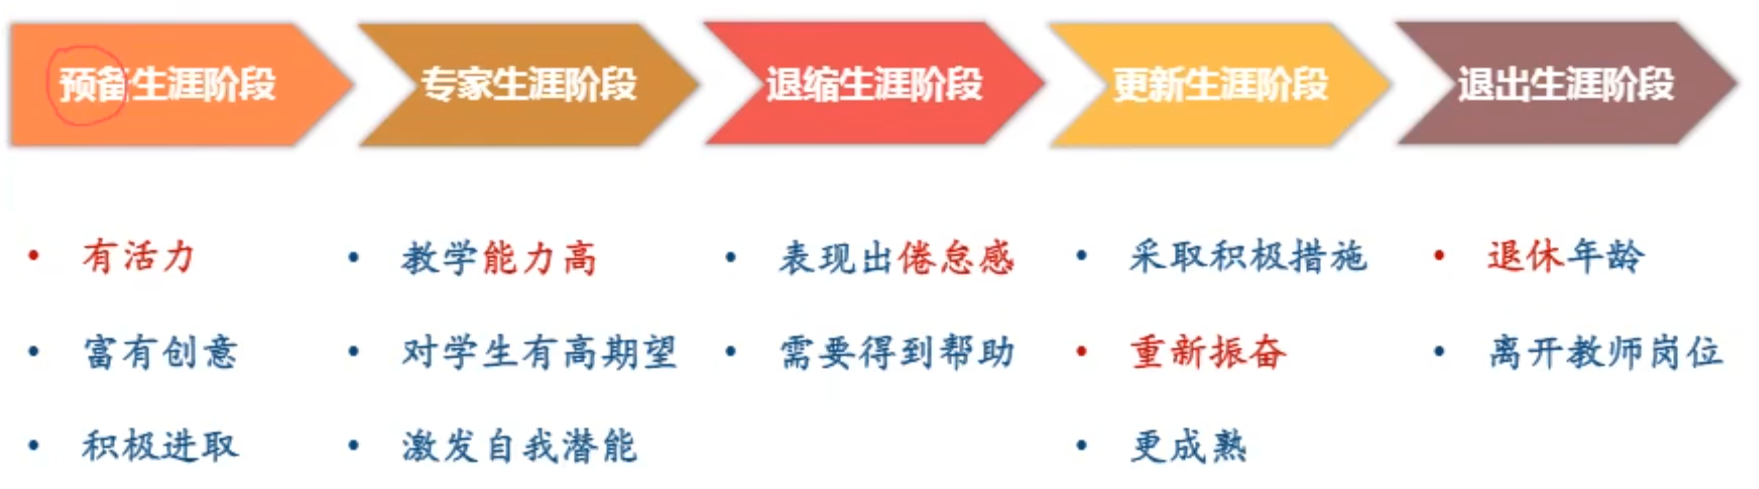 预备生涯阶段
专家生涯阶段
退缩生涯阶段
更新生涯阶段
退出生涯阶段
• 有活力
• 富有创意
• 积极进取
• 教学能力高
• 对学生有高期望
• 激发自我潜能
• 表现出倦怠感
• 需要得到帮助
• 采取积极措施
• 重新振奋
• 更成熟
• 退休年龄
• 离开教师岗位